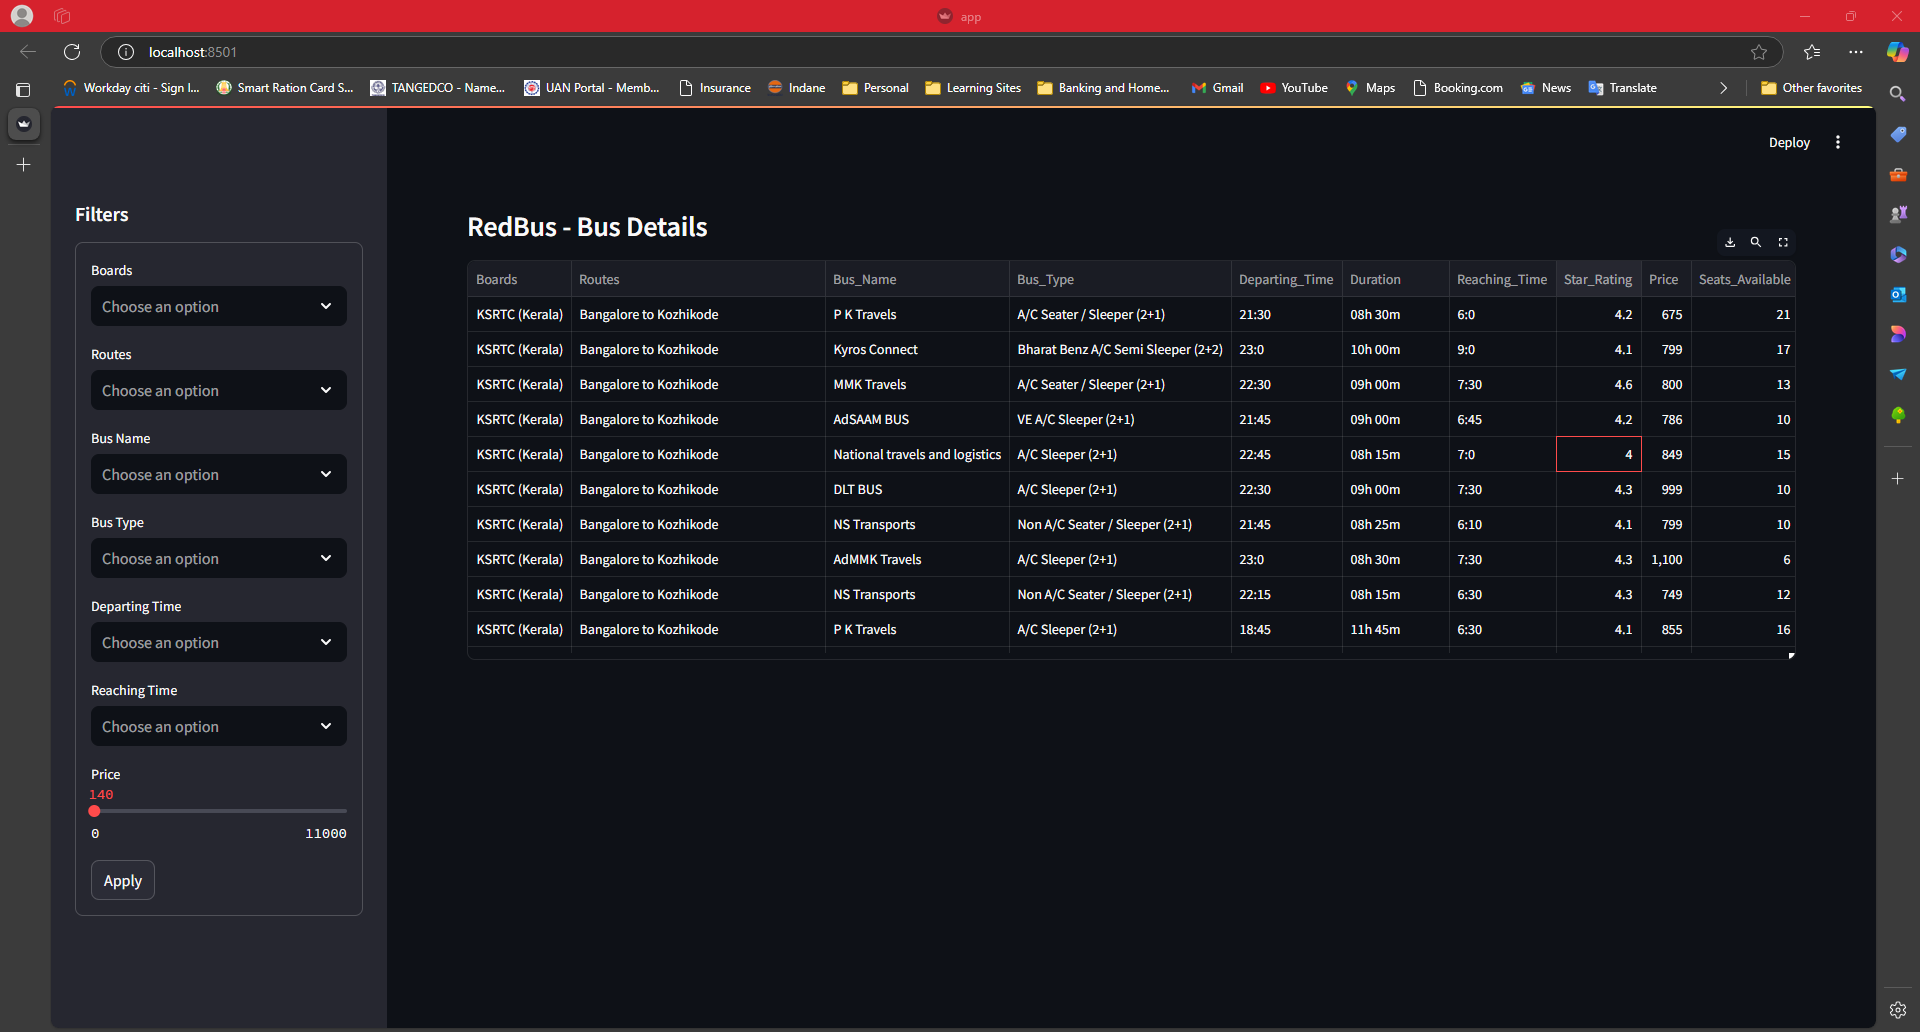 app
localhost:8501
Workday citi - Sign I...
Smart Ration Card S...
TANGEDCO - Name...
UAN Portal - Memb...
Insurance
Indane
Personal
Learning Sites
Banking and Home...
Gmail
YouTube
Maps
Booking.com
News
Translate
Other favorites
Deploy
Filters
Boards
Choose an option
Routes
Choose an option
Bus Name
Choose an option
Bus Type
Choose an option
Departing Time
Choose an option
Reaching Time
Choose an option
Price
140
0 11000
Apply
RedBus - Bus Details
Boards Routes Bus_Name Bus_Type Departing_Time Duration Reaching_Time Star_Rating Price Seats_Available
KSRTC (Kerala) Bangalore to Kozhikode P K Travels A/C Seater / Sleeper (2+1) 21:30 08h 30m 6:0 4.2 675 21
KSRTC (Kerala) Bangalore to Kozhikode Kyros Connect Bharat Benz A/C Semi Sleeper (2+2) 23:0 10h 00m 9:0 4.1 799 17
KSRTC (Kerala) Bangalore to Kozhikode MMK Travels A/C Seater / Sleeper (2+1) 22:30 09h 00m 7:30 4.6 800 13
KSRTC (Kerala) Bangalore to Kozhikode AdSAAM BUS VE A/C Sleeper (2+1) 21:45 09h 00m 6:45 4.2 786 10
KSRTC (Kerala) Bangalore to Kozhikode National travels and logistics A/C Sleeper (2+1) 22:45 08h 15m 7:0 4 849 15
KSRTC (Kerala) Bangalore to Kozhikode DLT BUS A/C Sleeper (2+1) 22:30 09h 00m 7:30 4.3 999 10
KSRTC (Kerala) Bangalore to Kozhikode NS Transports Non A/C Seater / Sleeper (2+1) 21:45 08h 25m 6:10 4.1 799 10
KSRTC (Kerala) Bangalore to Kozhikode AdMMK Travels A/C Sleeper (2+1) 23:0 08h 30m 7:30 4.3 1,100 6
KSRTC (Kerala) Bangalore to Kozhikode NS Transports Non A/C Seater / Sleeper (2+1) 22:15 08h 15m 6:30 4.3 749 12
KSRTC (Kerala) Bangalore to Kozhikode P K Travels A/C Sleeper (2+1) 18:45 11h 45m 6:30 4.1 855 16